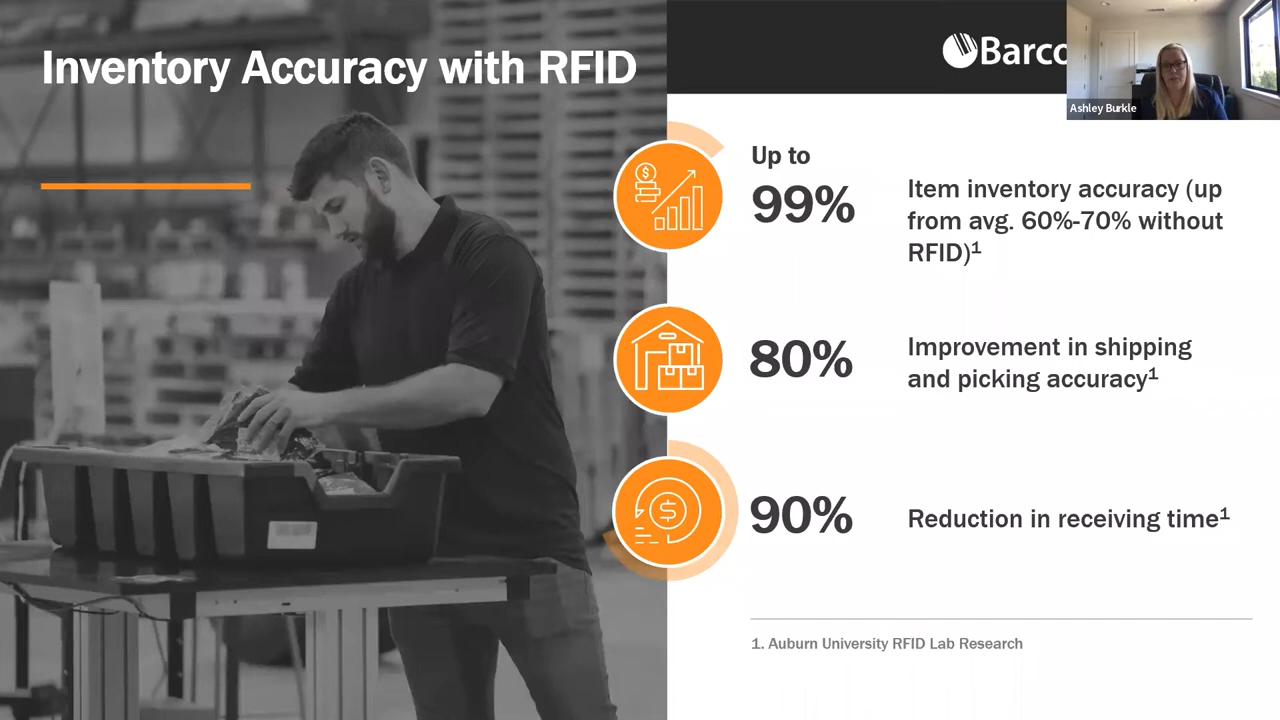 Inventory Accuracy with RFID
Barco
Ashley Burkle
Up to
99%
Item inventory accuracy (up
from avg. 60%-70% without
RFID)1
80%
Improvement in shipping
and picking accuracy1
90%
Reduction in receiving time1
1. Auburn University RFID Lab Research